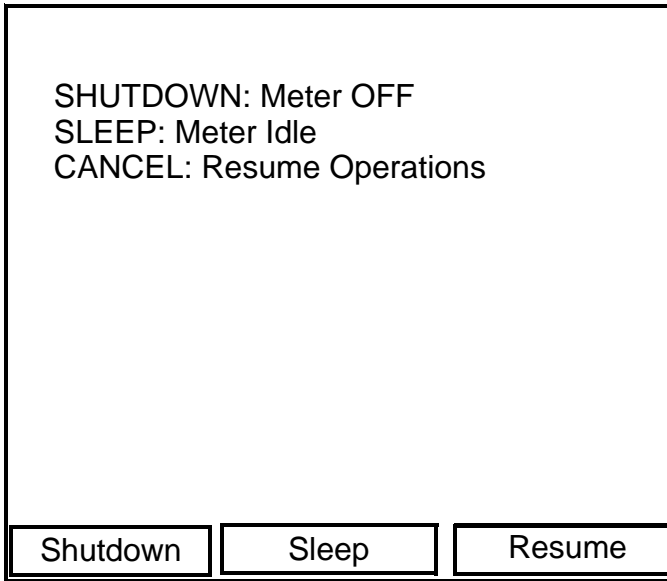 SHUTDOWN: Meter OFF
SLEEP: Meter Idle
CANCEL: Resume Operations
Shutdown Sleep Resume